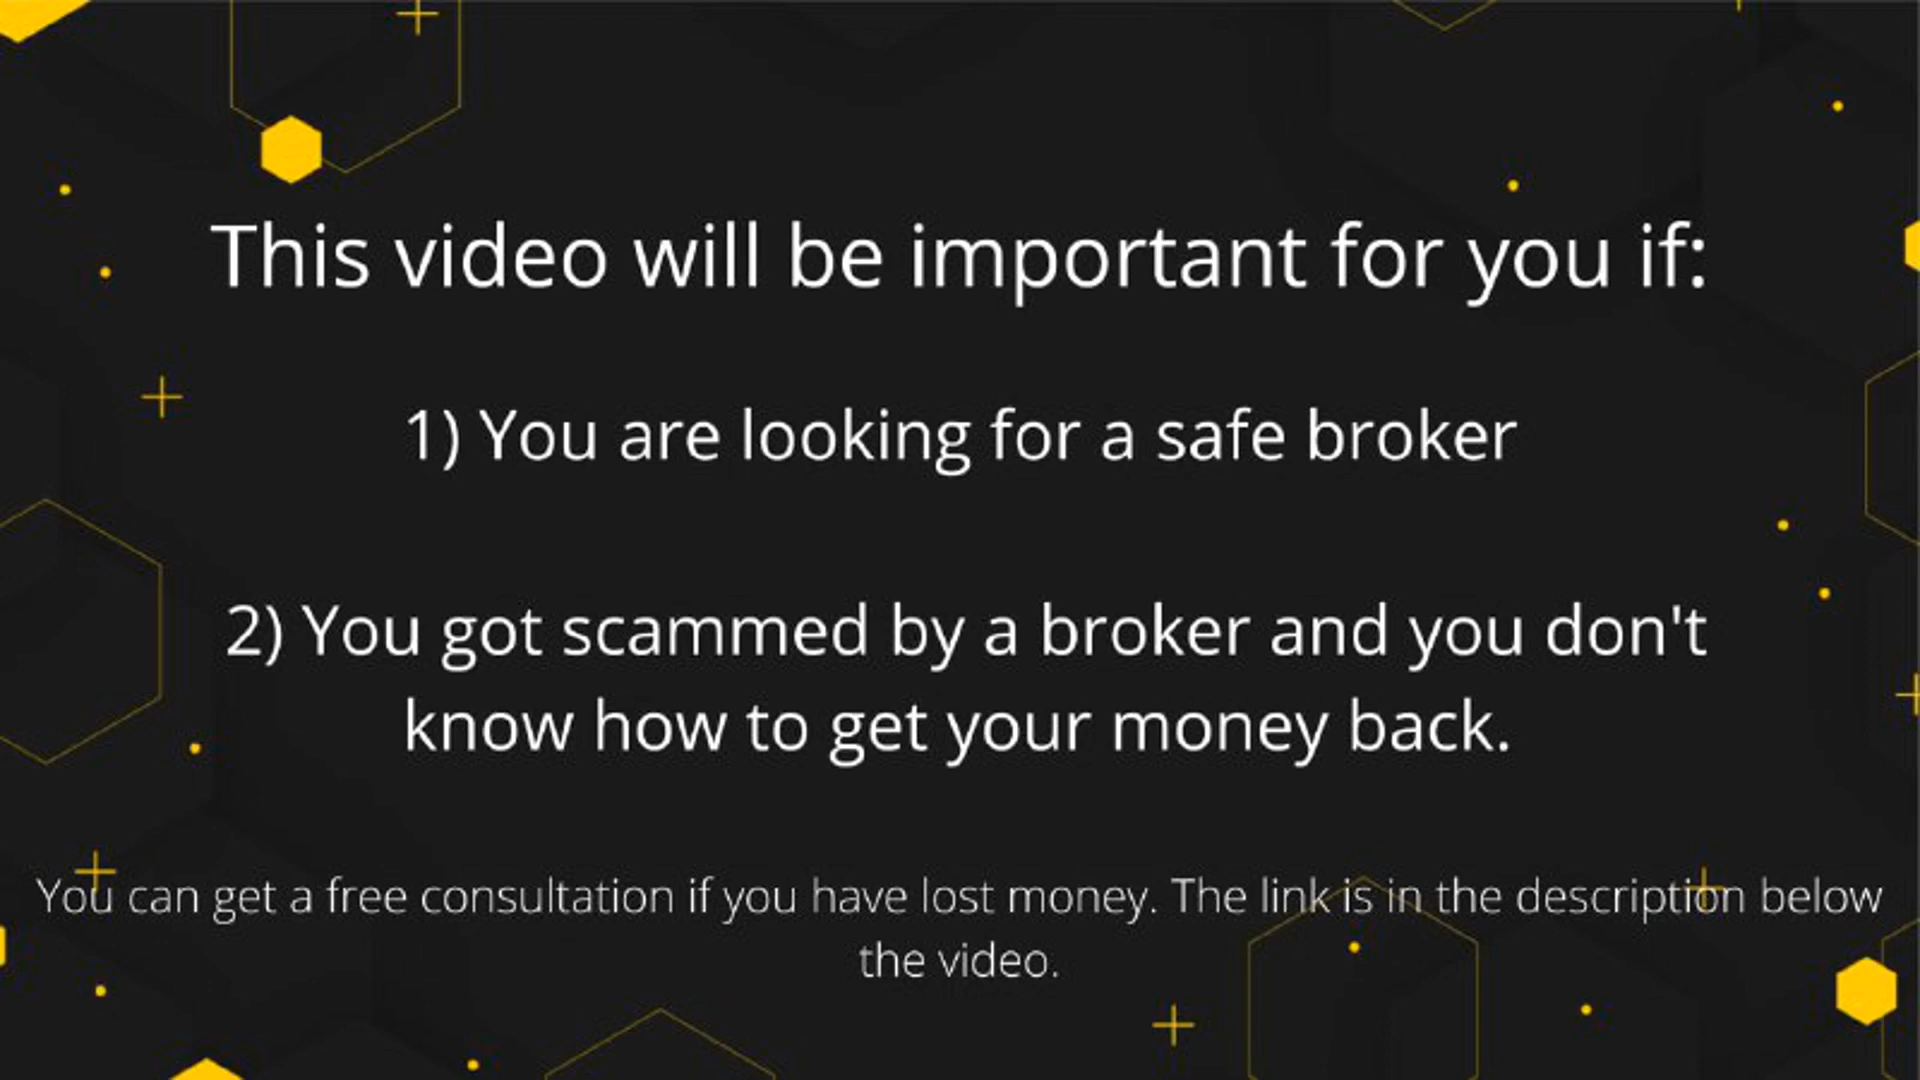 This video will be important for you if:
1) You are looking for a safe broker
2) You got scammed by a broker and you don't
know how to get your money back.
You can get a free consultation if you have lost money. The link is in the description below
the video.